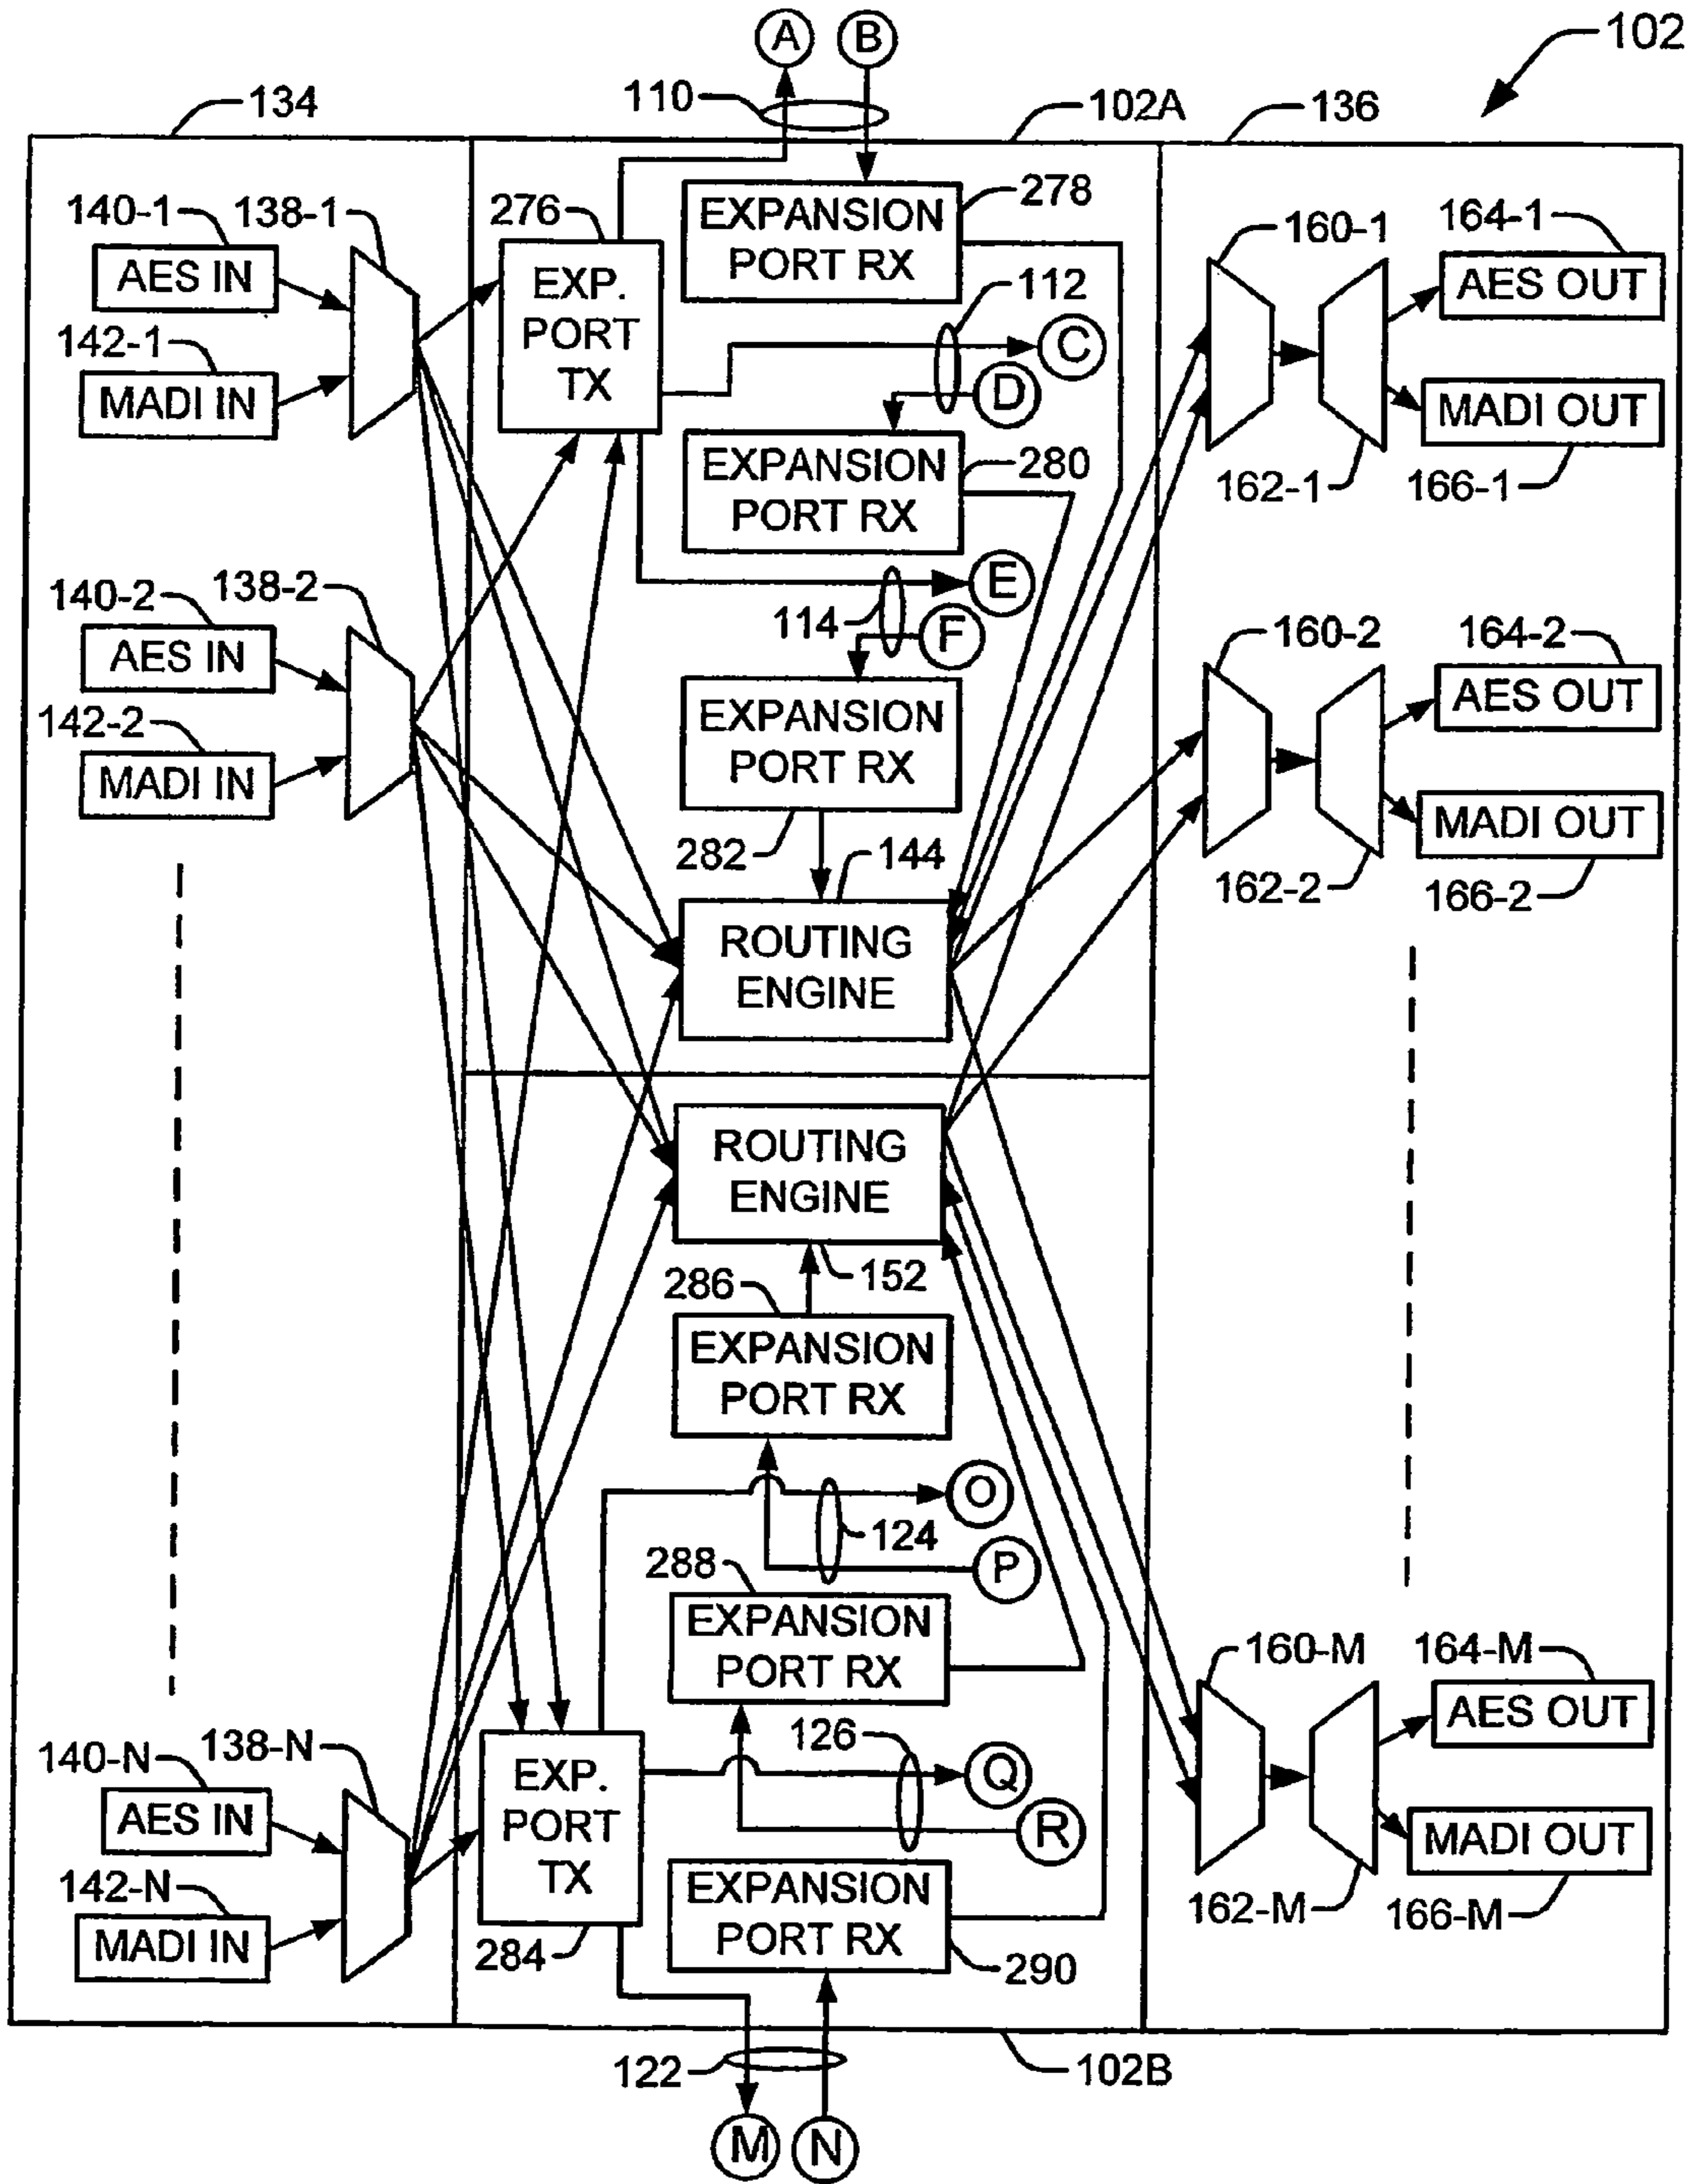 A
B
102
134
110
102A
136
140-1
138-1
276
278
EXPANSION
PORT RX
160-1
164-1
AES IN
AES OUT
EXP.
PORT
TX
112
C
142-1
D
MADI IN
MADI OUT
280
EXPANSION
PORT RX
162-1
166-1
E
140-2
138-2
114
F
160-2
164-2
AES IN
AES OUT
142-2
EXPANSION
PORT RX
MADI IN
MADI OUT
282
144
162-2
166-2
ROUTING
ENGINE
ROUTING
ENGINE
152
286
EXPANSION
PORT RX
O
124
P
288
EXPANSION
PORT RX
160-M
164-M
AES OUT
140-N
138-N
126
Q
EXP.
PORT
TX
AES IN
R
MADI OUT
142-N
EXPANSION
PORT RX
162-M
166-M
MADI IN
284
290
122
102B
M
N